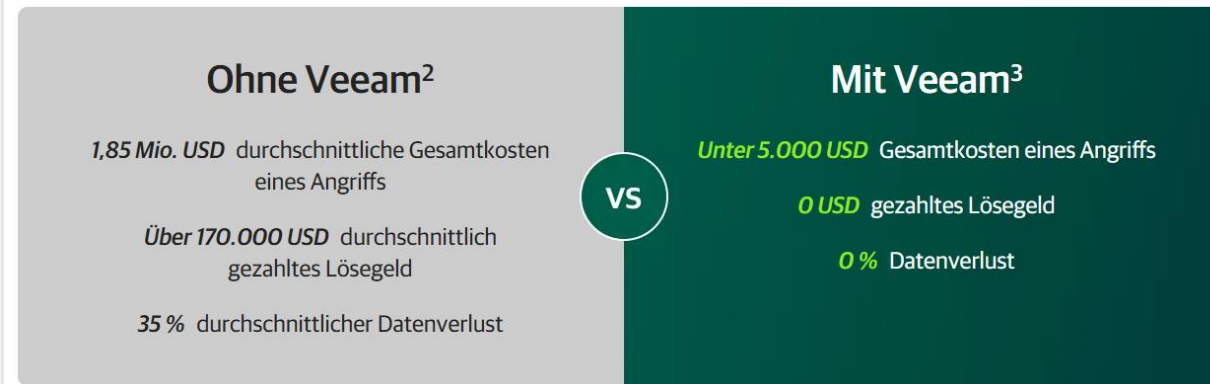 Ohne Veeam²
1,85 Mio. USD durchschnittliche Gesamtkosten
eines Angriffs
Über 170.000 USD durchschnittlich
gezahltes Lösegeld
35 % durchschnittlicher Datenverlust
VS
Mit Veeam³
Unter 5.000 USD Gesamtkosten eines Angriffs
0 USD gezahltes Lösegeld
0 % Datenverlust